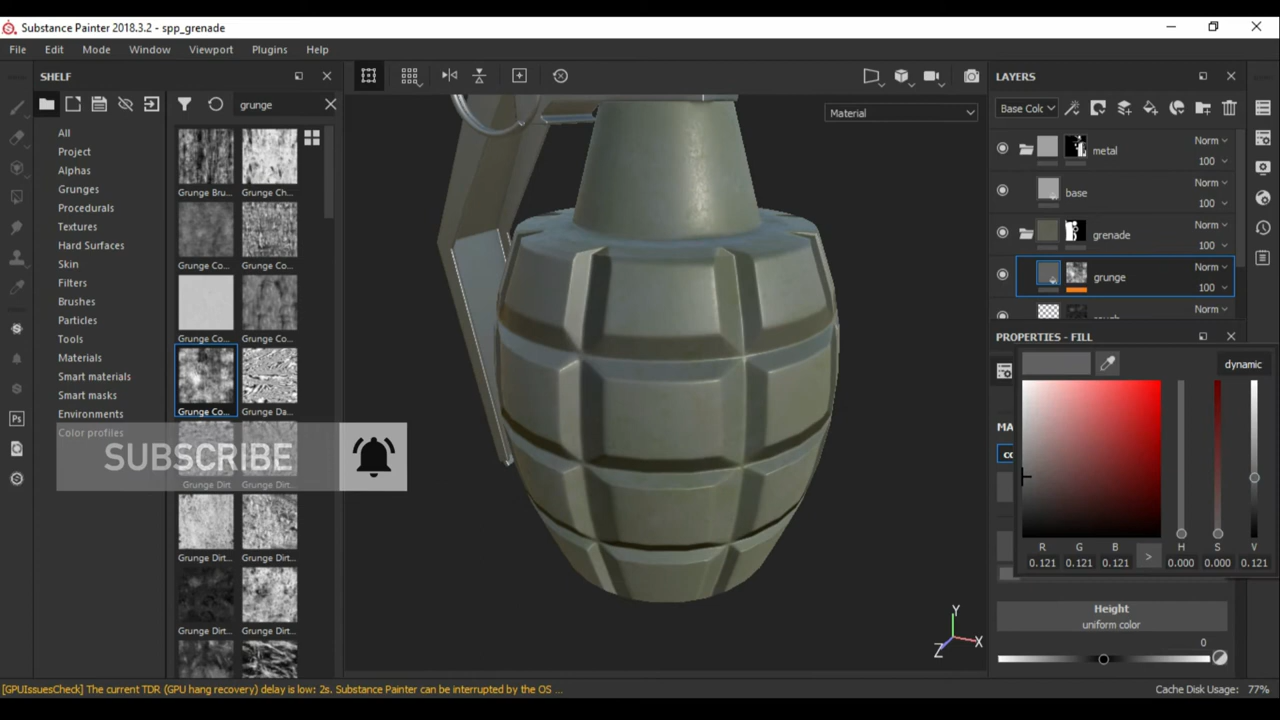 Substance Painter 2018.3.2 - spp_grenade
File Edit Mode Window Viewport Plugins Help
SHELF
grunge
All
Project
Alphas
Grunges
Procedurals
Textures
Hard Surfaces
Skin
Filters
Brushes
Particles
Tools
Materials
Smart materials
Smart masks
Environments
Color profiles
Ps
Grunge Bru... Grunge Ch...
Grunge Co... Grunge Co...
Grunge Co... Grunge Co...
Grunge Co... Grunge Da...
Grunge Dirt Grunge Dirt...
Grunge Dirt... Grunge Dirt...
Grunge Dirt... Grunge Dirt...
SUBSCRIBE
Material
Y
X
Z
LAYERS
Base Col
metal Norm
100
base Norm
100
grenade Norm
100
grunge Norm
100
Norm
PROPERTIES - FILL
dynamic
MA
co
R G B H S V
0.121 0.121 0.121 > 0.000 0.000 0.121
Height
uniform color
0
[GPUIssuesCheck] The current TDR (GPU hang recovery) delay is low: 2s. Substance Painter can be interrupted by the OS ...
Cache Disk Usage: 77%